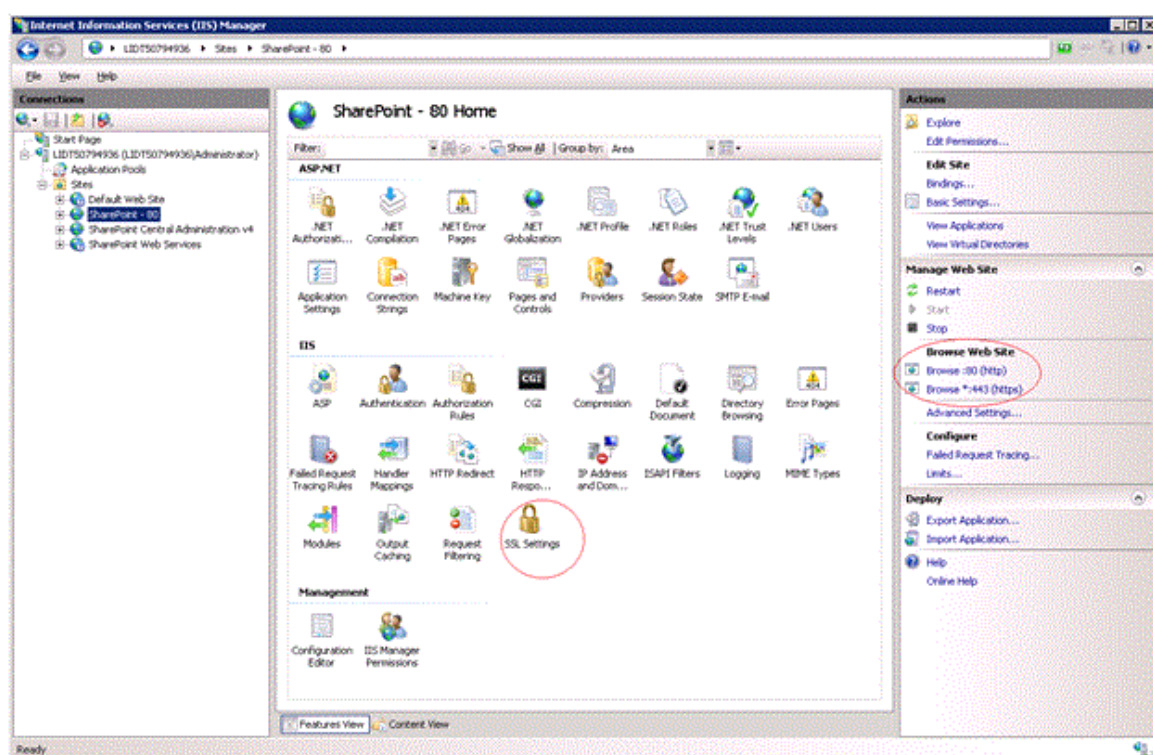 Internet Information Services (IIS) Manager
LIDT50794936 Sites SharePoint - 80
File View Help
Connections
Start Page
LIDT50794936 (LIDT50794936\Administrator)
Application Pools
Sites
Default Web Site
SharePoint - 80
SharePoint Central Administration v4
SharePoint Web Services
SharePoint - 80 Home
Filter: Go Show All Group by: Area
ASP.NET
.NET Authorizati... .NET Compilation .NET Error Pages .NET Globalization .NET Profile .NET Roles .NET Trust Levels .NET Users
Application Settings Connection Strings Machine Key Pages and Controls Providers Session State SMTP E-mail
IIS
ASP Authentication Authorization Rules CGI Compression Default Document Directory Browsing Error Pages
Failed Request Tracing Rules Handler Mappings HTTP Redirect HTTP Respo... IP Address and Dom... ISAPI Filters Logging MIME Types
Modules Output Caching Request Filtering SSL Settings
Management
Configuration Editor IIS Manager Permissions
Features View Content View
Actions
Explore
Edit Permissions...
Edit Site
Bindings...
Basic Settings...
View Applications
View Virtual Directories
Manage Web Site
Restart
Start
Stop
Browse Web Site
Browse :80 (http)
Browse *:443 (https)
Advanced Settings...
Configure
Failed Request Tracing...
Limits...
Deploy
Export Application...
Import Application...
Help
Online Help
Ready